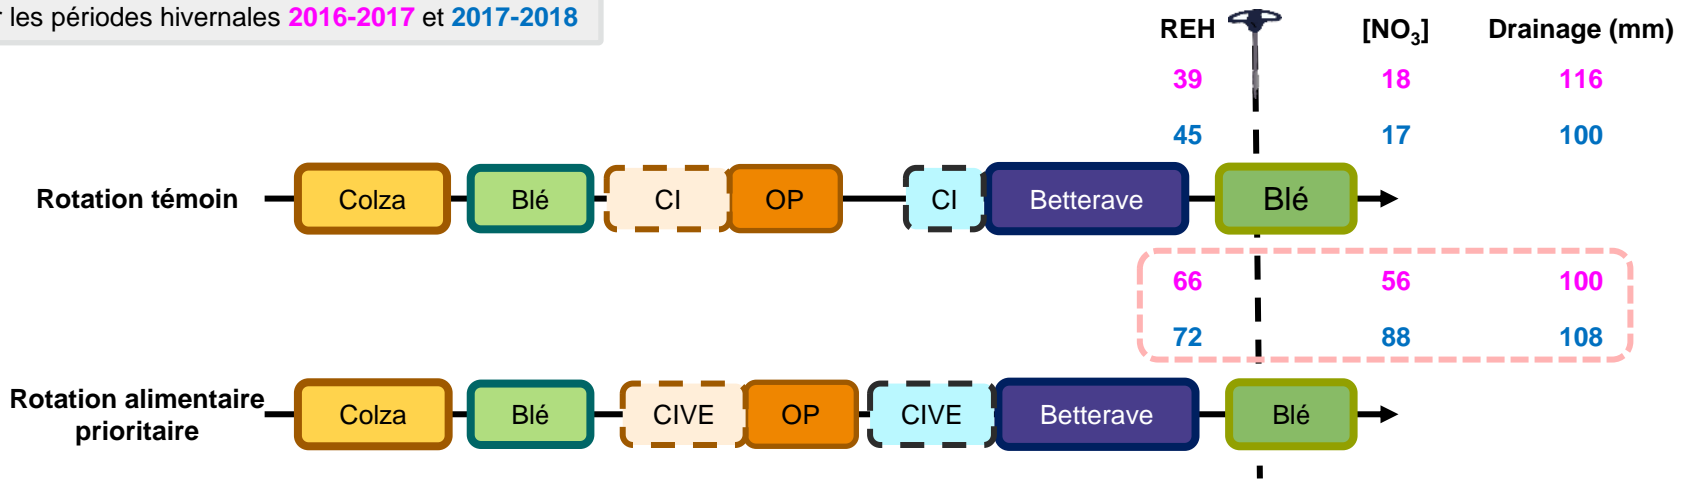 les périodes hivernales 2016-2017 et 2017-2018
REH [NO3] Drainage (mm)
39 18 116
45 17 100
Rotation témoin Colza Blé CI OP CI Betterave Blé
66 56 100
72 88 108
Rotation alimentaire
prioritaire
Colza Blé CIVE OP CIVE Betterave Blé